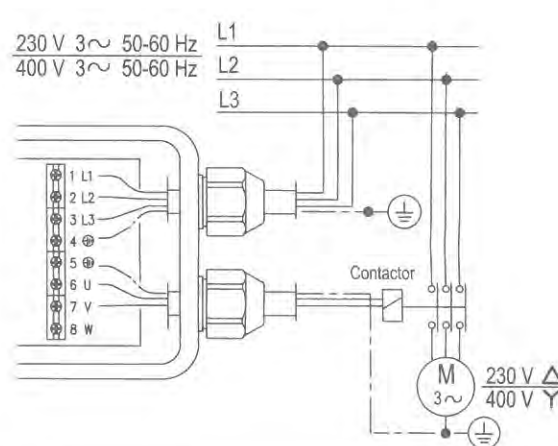 230 V 3~ 50-60 Hz
400 V 3~ 50-60 Hz
L1
L2
L3
1 L1
2 L2
3 L3
4 ⏚
5 ⏚
6 U
7 V
8 W
Contactor
M
3~
230 V Δ
400 V Y